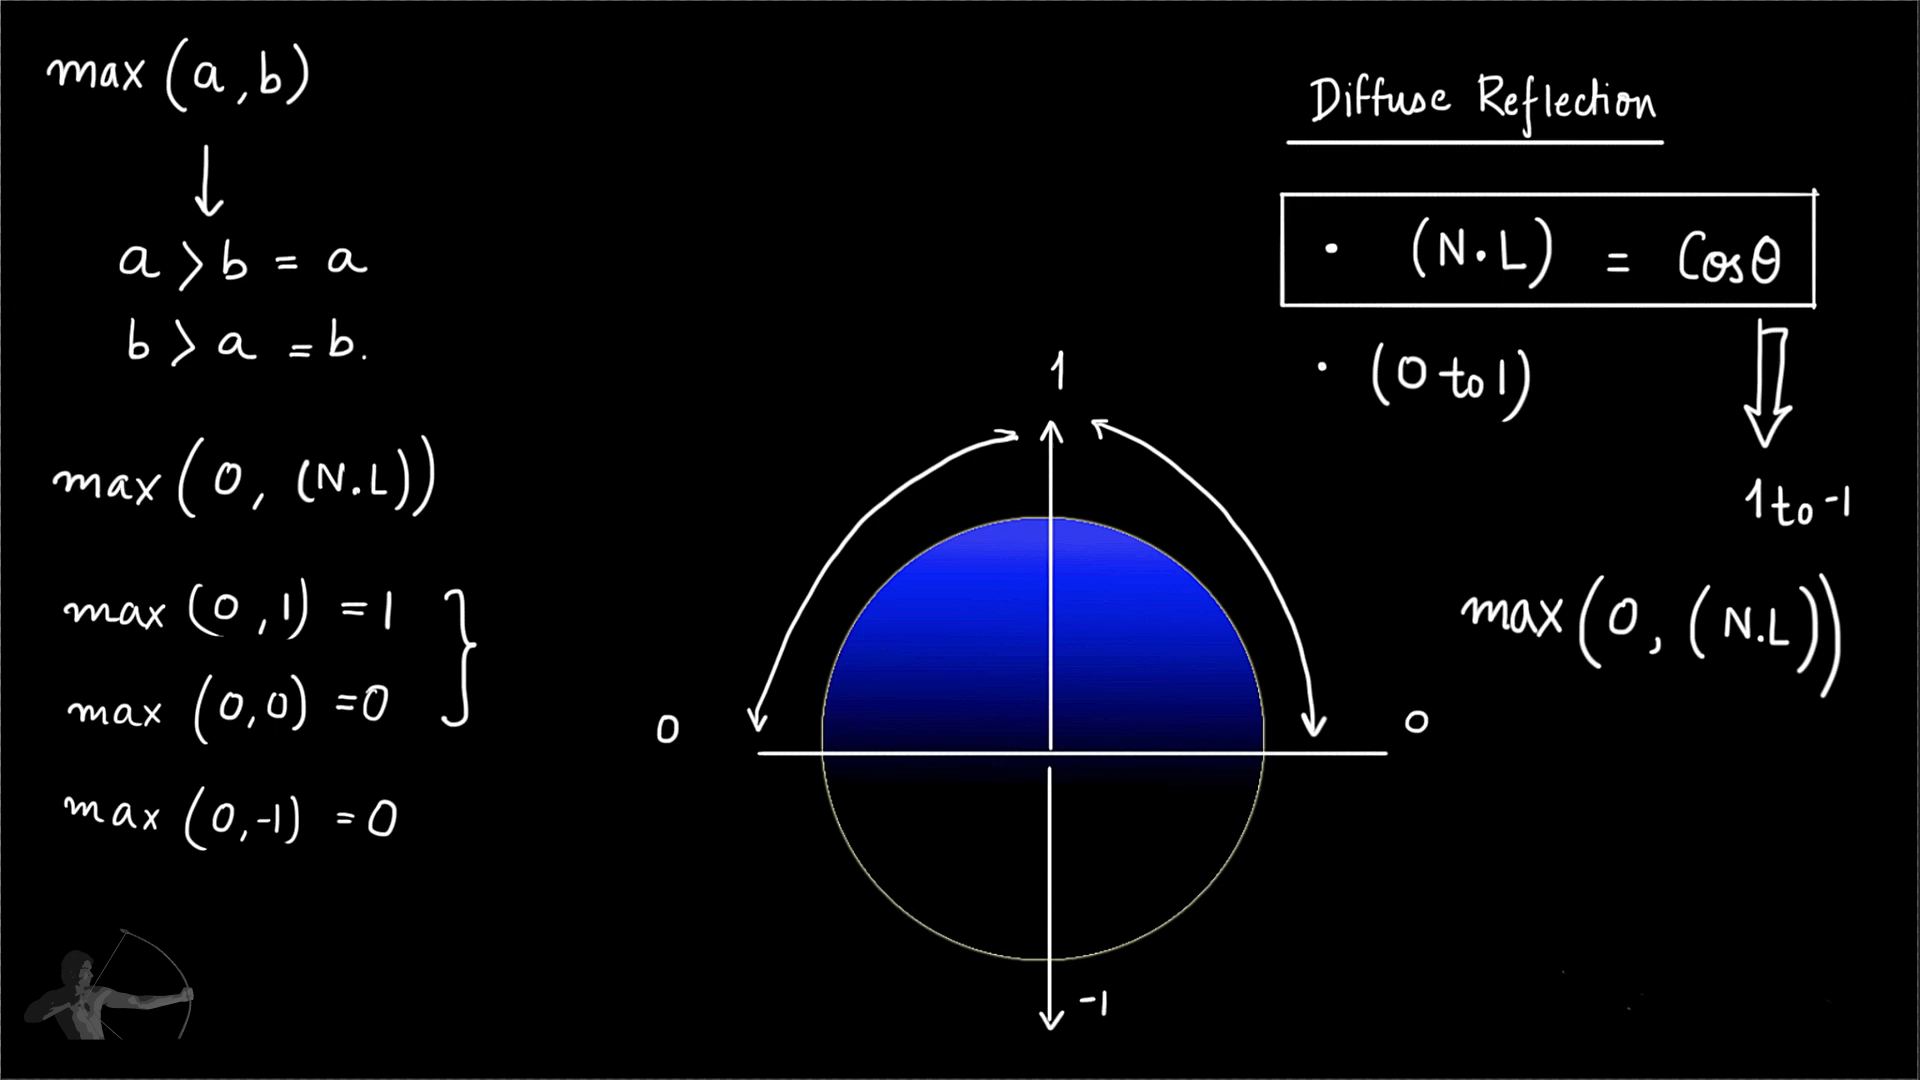 max (a, b)
a > b = a
b > a = b.
max (0, (N.L))
max (0, 1) = 1
max (0, 0) = 0
max (0, -1) = 0
1
0
0
-1
Diffuse Reflection
• (N.L) = Cosθ
• (0 to 1)
1 to -1
max (0, (N.L))